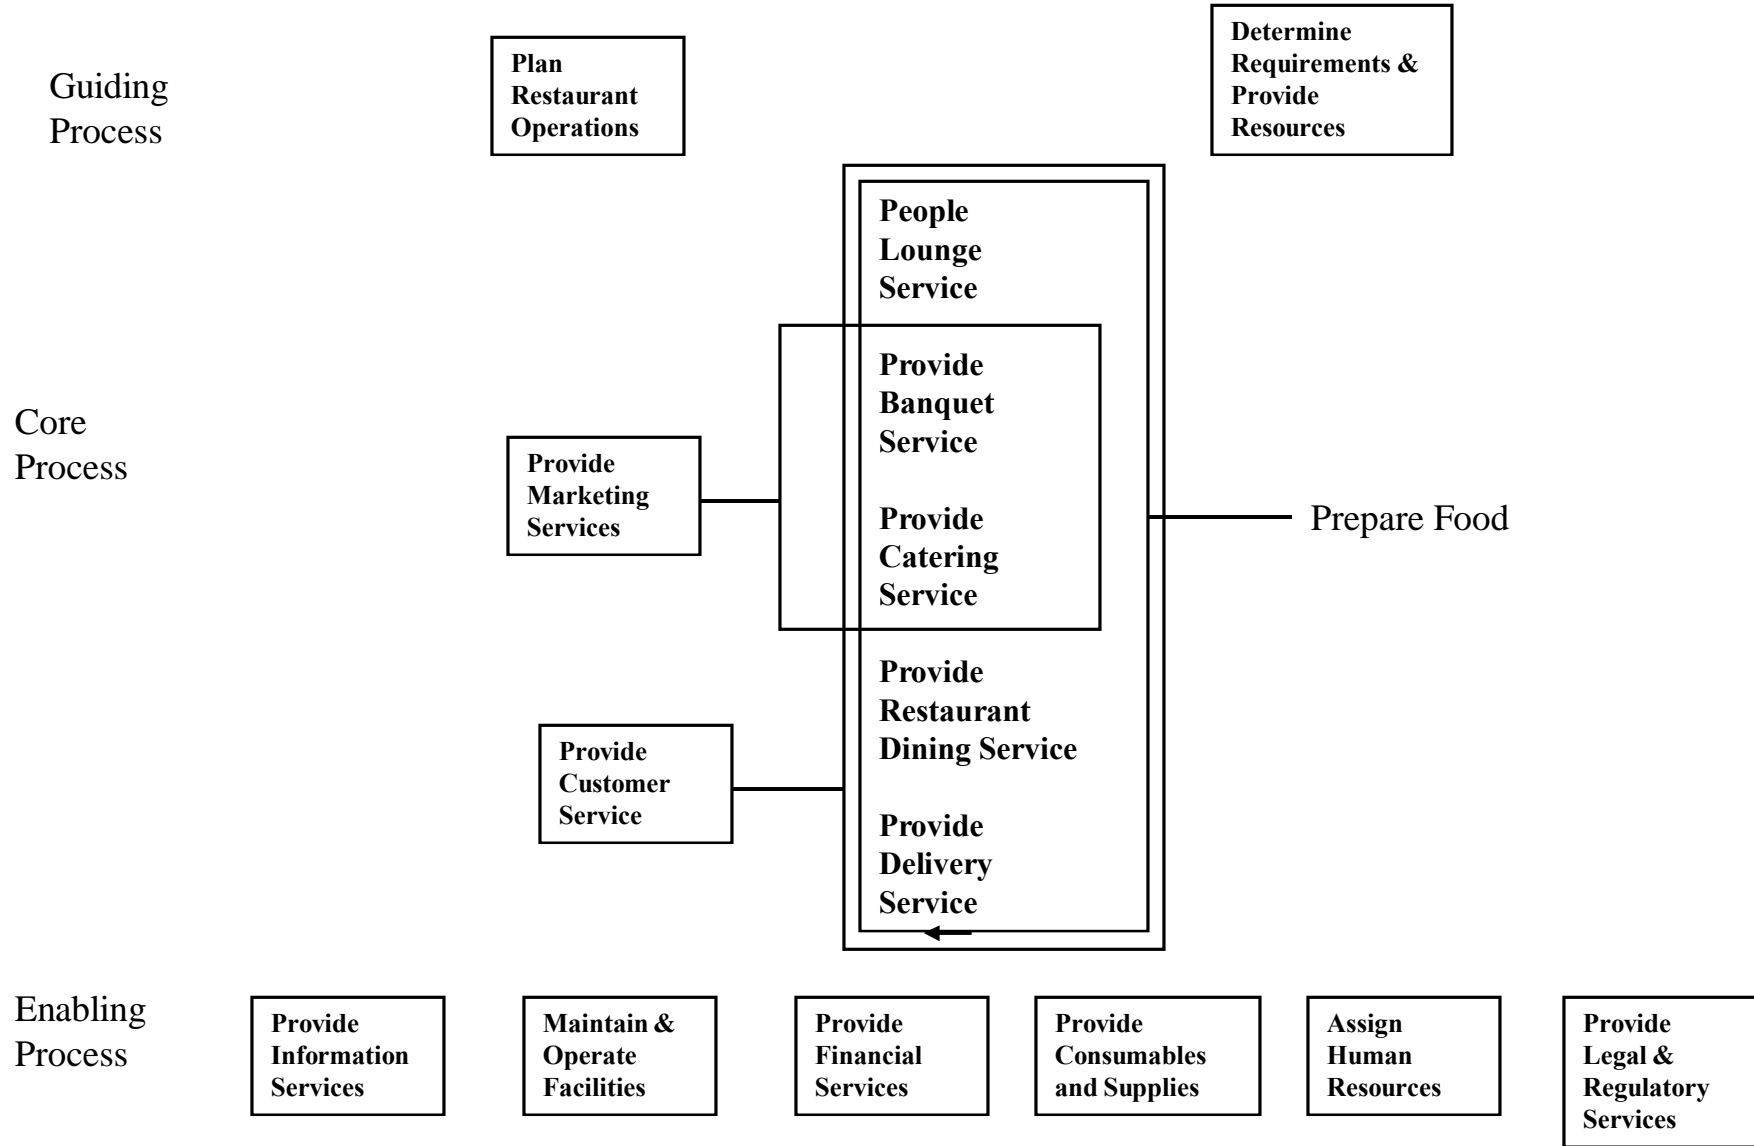 Guiding
Process
Plan
Restaurant
Operations
Determine
Requirements &
Provide
Resources
Core
Process
Provide
Marketing
Services
Provide
Customer
Service
People
Lounge
Service
Provide
Banquet
Service
Provide
Catering
Service
Provide
Restaurant
Dining Service
Provide
Delivery
Service
Prepare Food
Enabling
Process
Provide
Information
Services
Maintain &
Operate
Facilities
Provide
Financial
Services
Provide
Consumables
and Supplies
Assign
Human
Resources
Provide
Legal &
Regulatory
Services